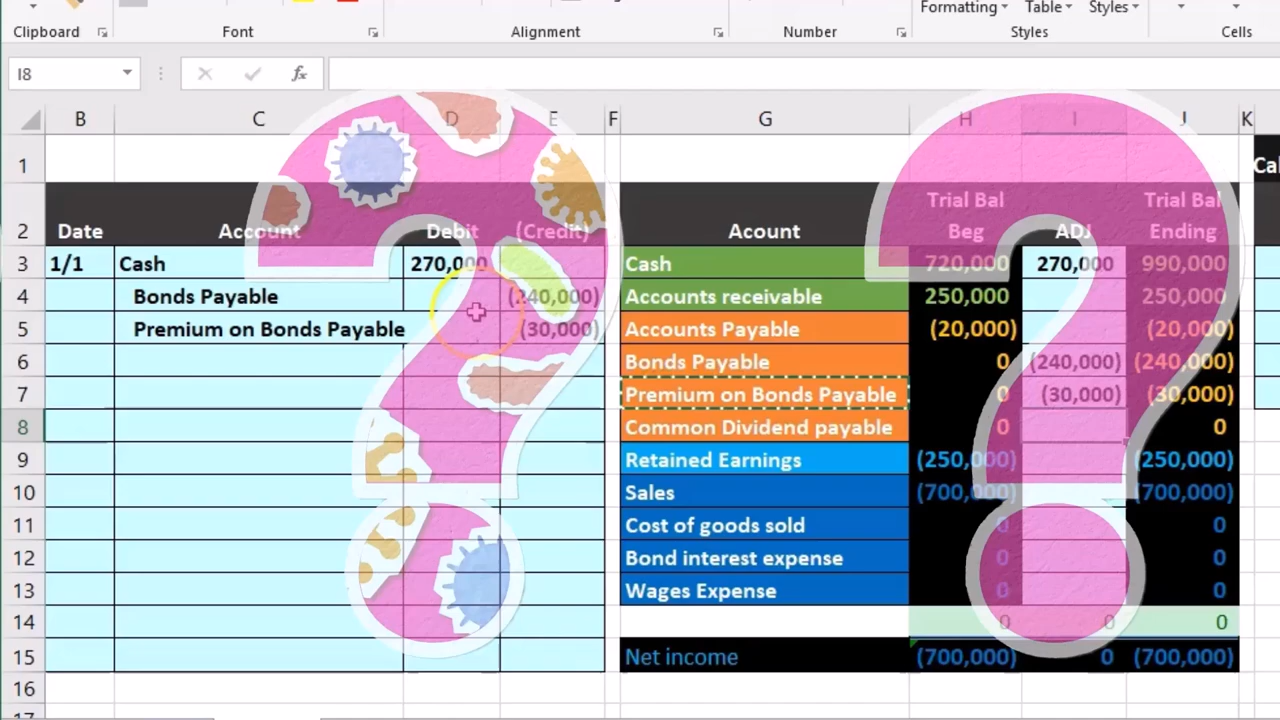 Formatting Table Styles
Clipboard Font Alignment Number Styles Cells
I8 fx
B C D E F G H I J K
1 Cal
2 Date Account Debit (Credit) Acount Trial Bal Beg ADJ Trial Bal Ending
3 1/1 Cash 270,000 Cash 720,000 270,000 990,000
4 Bonds Payable (240,000) Accounts receivable 250,000 250,000
5 Premium on Bonds Payable (30,000) Accounts Payable (20,000) (20,000)
6 Bonds Payable 0 (240,000) (240,000)
7 Premium on Bonds Payable 0 (30,000) (30,000)
8 Common Dividend payable 0 0
9 Retained Earnings (250,000) (250,000)
10 Sales (700,000) (700,000)
11 Cost of goods sold 0 0
12 Bond interest expense 0 0
13 Wages Expense 0 0
14 0 0 0
15 Net income (700,000) 0 (700,000)
16
17